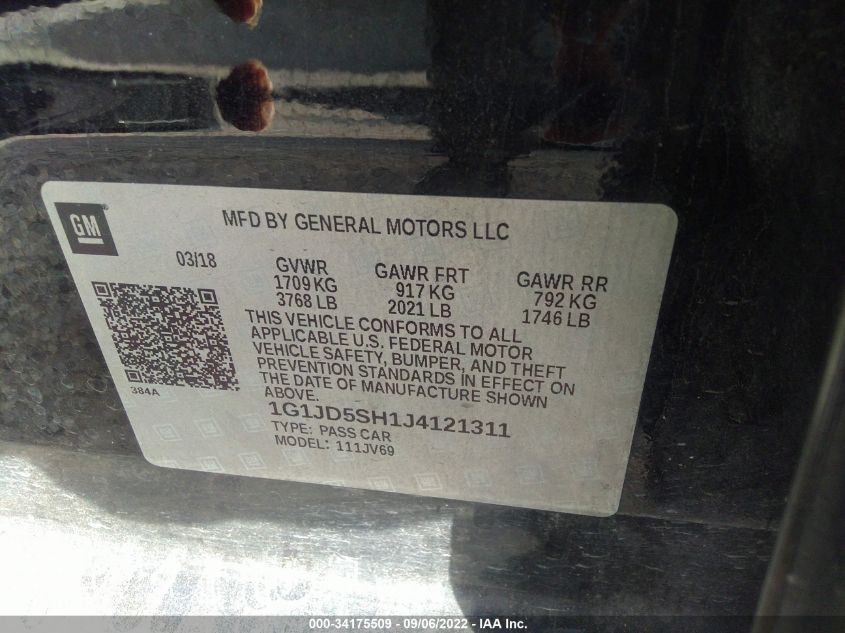 GM
MFD BY GENERAL MOTORS LLC
03/18
GVWR
1709 KG
3768 LB
GAWR FRT
917 KG
2021 LB
GAWR RR
792 KG
1746 LB
THIS VEHICLE CONFORMS TO ALL
APPLICABLE U.S. FEDERAL MOTOR
VEHICLE SAFETY, BUMPER, AND THEFT
PREVENTION STANDARDS IN EFFECT ON
THE DATE OF MANUFACTURE SHOWN
ABOVE.
384A
1G1JD5SH1J4121311
TYPE: PASS CAR
MODEL: 111JV69
000-34175509 - 09/06/2022 - IAA Inc.